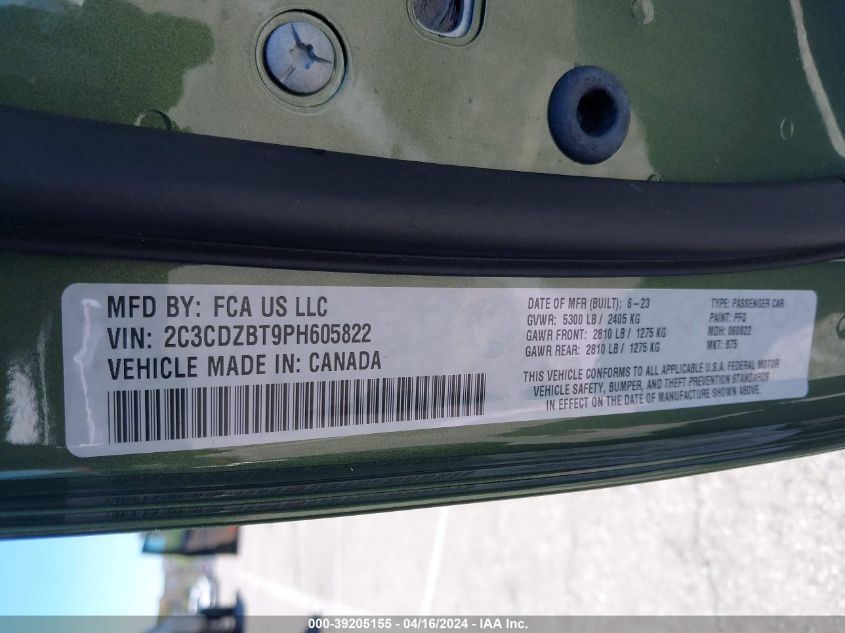 MFD BY: FCA US LLC
VIN: 2C3CDZBT9PH605822
VEHICLE MADE IN: CANADA
DATE OF MFR (BUILT): 6-23
GVWR: 5300 LB / 2405 KG
GAWR FRONT: 2810 LB / 1275 KG
GAWR REAR: 2810 LB / 1275 KG
TYPE: PASSENGER CAR
PAINT: PFQ
MDH: 060822
MKT: 875
THIS VEHICLE CONFORMS TO ALL APPLICABLE U.S.A. FEDERAL MOTOR
VEHICLE SAFETY, BUMPER, AND THEFT PREVENTION STANDARDS
IN EFFECT ON THE DATE OF MANUFACTURE SHOWN ABOVE.
000-39205155 - 04/16/2024 - IAA Inc.